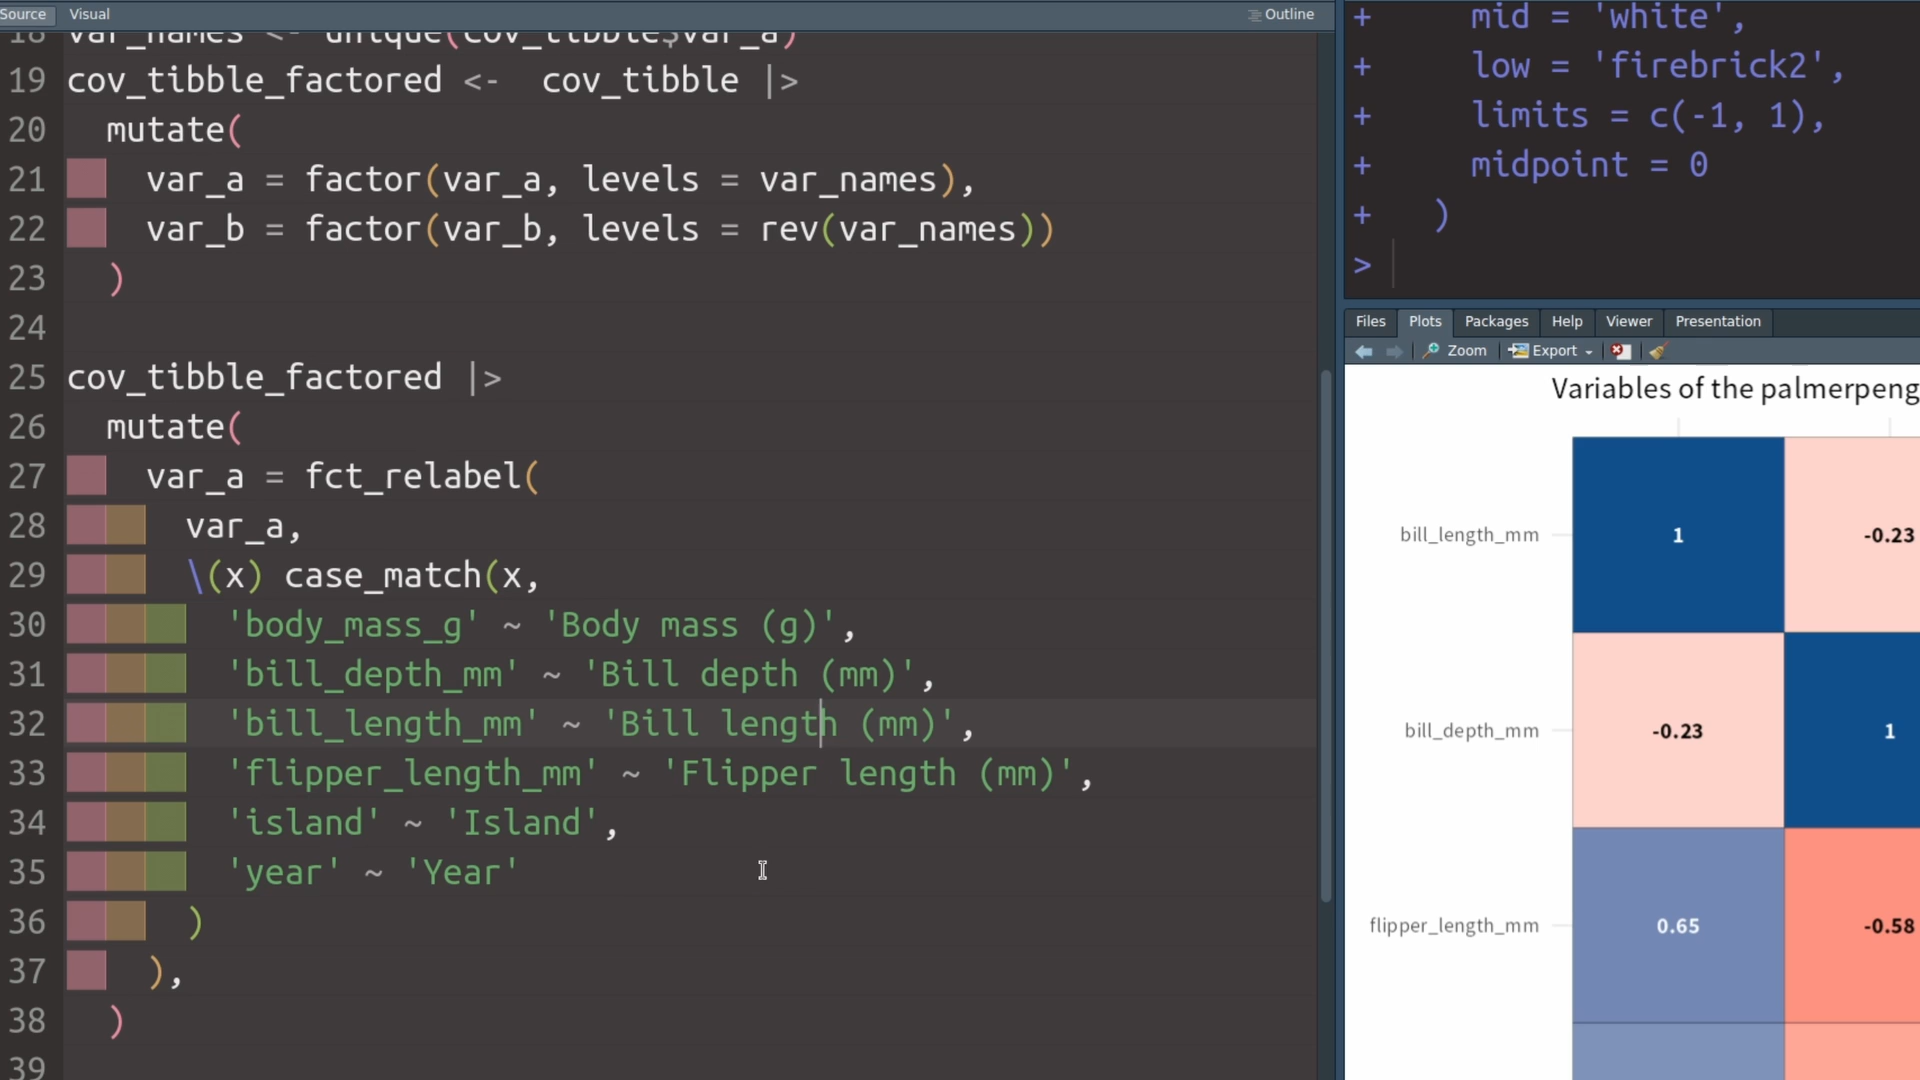 Source Visual Outline
18 var_names <- unique(cov_tibble$var_a)
19 cov_tibble_factored <-  cov_tibble |>
20 mutate(
21 var_a = factor(var_a, levels = var_names),
22 var_b = factor(var_b, levels = rev(var_names))
23 )
24
25 cov_tibble_factored |>
26 mutate(
27 var_a = fct_relabel(
28 var_a,
29 \(x) case_match(x,
30 'body_mass_g' ~ 'Body mass (g)',
31 'bill_depth_mm' ~ 'Bill depth (mm)',
32 'bill_length_mm' ~ 'Bill length (mm)',
33 'flipper_length_mm' ~ 'Flipper length (mm)',
34 'island' ~ 'Island',
35 'year' ~ 'Year'
36 )
37 ),
38 )
39
+ mid = 'white',
+ low = 'firebrick2',
+ limits = c(-1, 1),
+ midpoint = 0
+ )
>
Files Plots Packages Help Viewer Presentation
Zoom Export
Variables of the palmerpeng
bill_length_mm 1 -0.23
bill_depth_mm -0.23 1
flipper_length_mm 0.65 -0.58